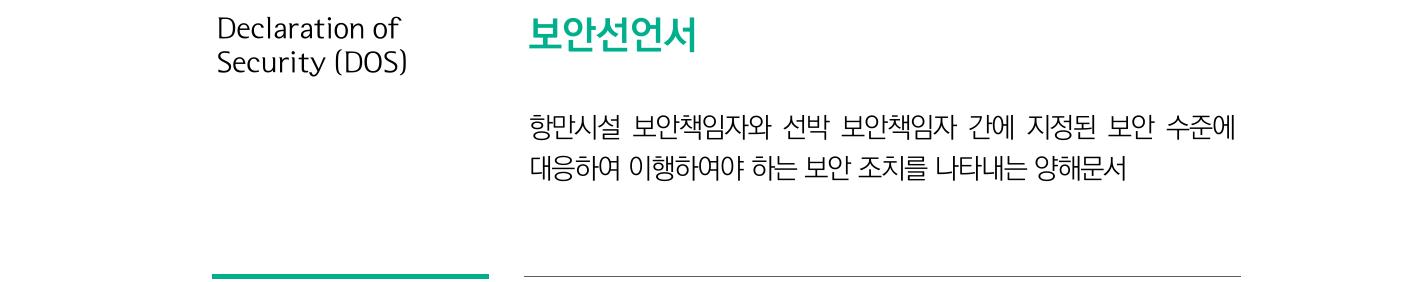 Declaration of
Security (DOS)
보안선언서
항만시설 보안책임자와 선박 보안책임자 간에 지정된 보안 수준에
대응하여 이행하여야 하는 보안 조치를 나타내는 양해문서